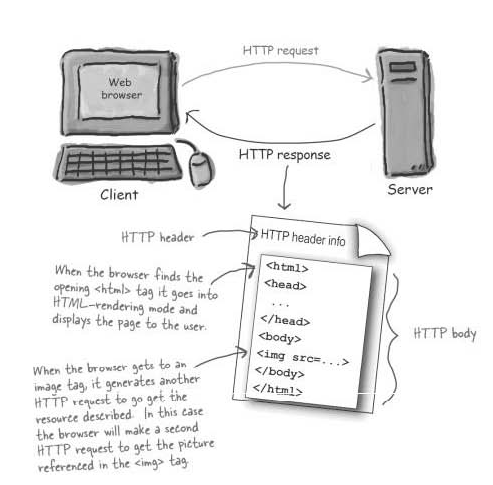 HTTP request
Web
browser
HTTP response
Client
Server
HTTP header
HTTP header info
When the browser finds the
opening <html> tag it goes into
HTML-rendering mode and
displays the page to the user.
<html>
<head>
...
</head>
<body>
<img src=...>
</body>
</html>
HTTP body
When the browser gets to an
image tag, it generates another
HTTP request to go get the
resource described. In this case
the browser will make a second
HTTP request to get the picture
referenced in the <img> tag.